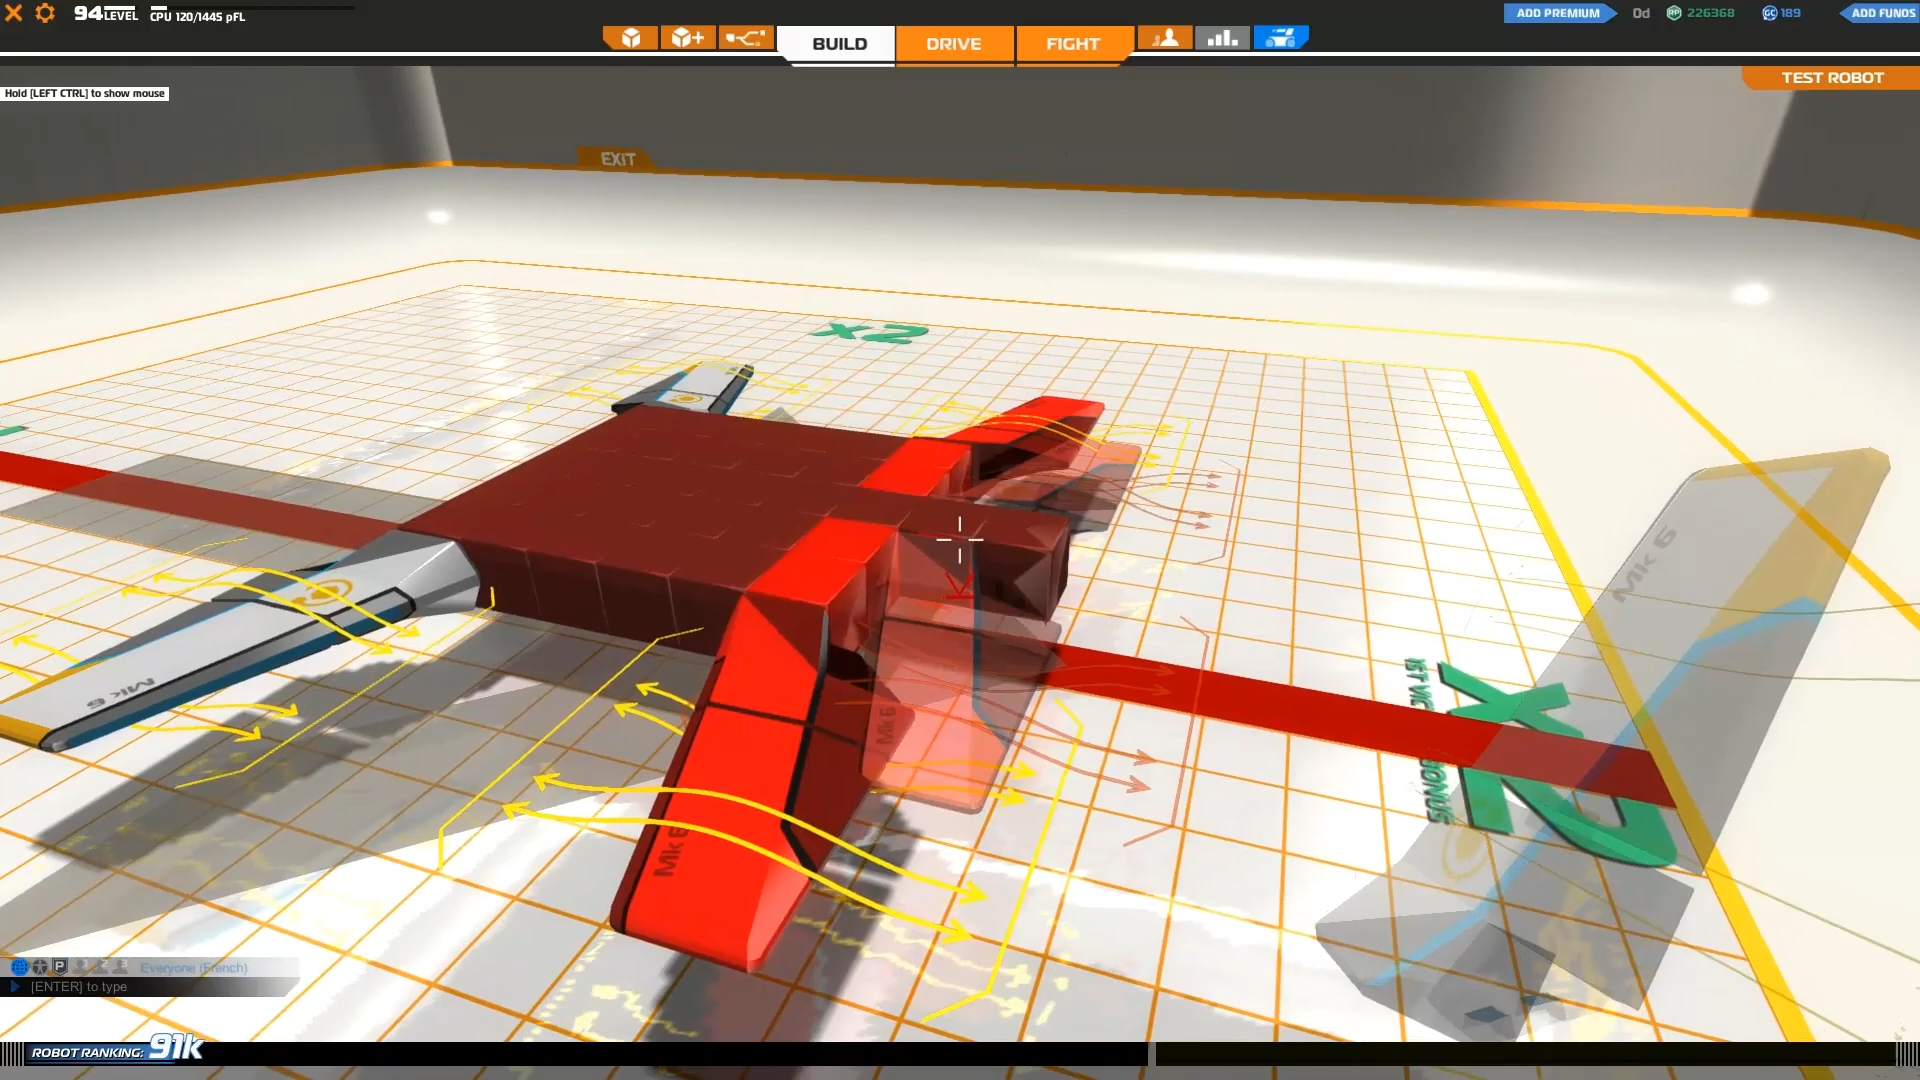 94 LEVEL CPU 120/1445 pFL
ADD PREMIUM 0d RP 226368 GC 189 ADD FUNDS
BUILD DRIVE FIGHT
TEST ROBOT
Hold [LEFT CTRL] to show mouse
EXIT
x2
Mk 6
Mk 6
Mk 6
Mk 6
X2
BONUS
P
Everyone (French)
[ENTER] to type
ROBOT RANKING: 91k